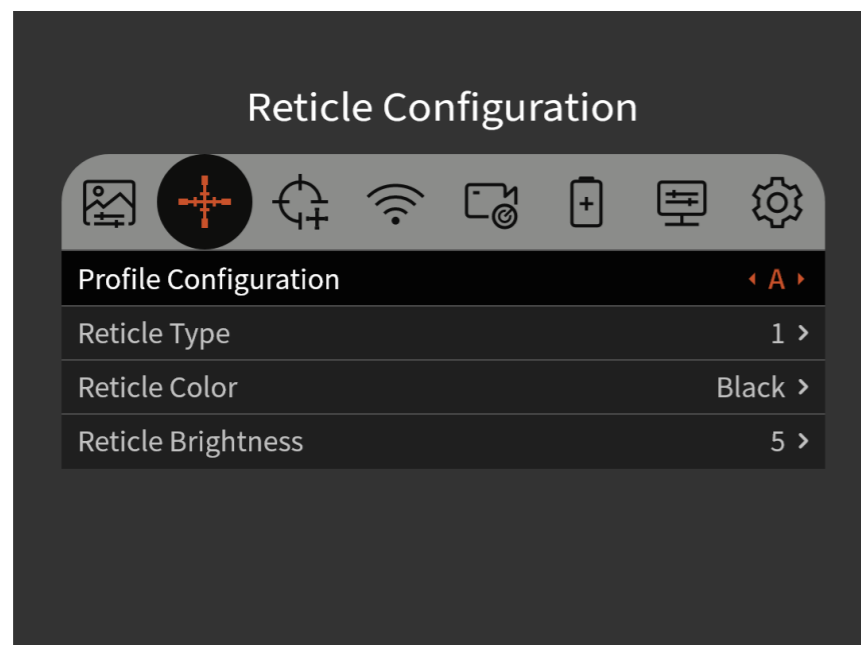 Reticle Configuration
Profile Configuration A
Reticle Type 1
Reticle Color Black
Reticle Brightness 5